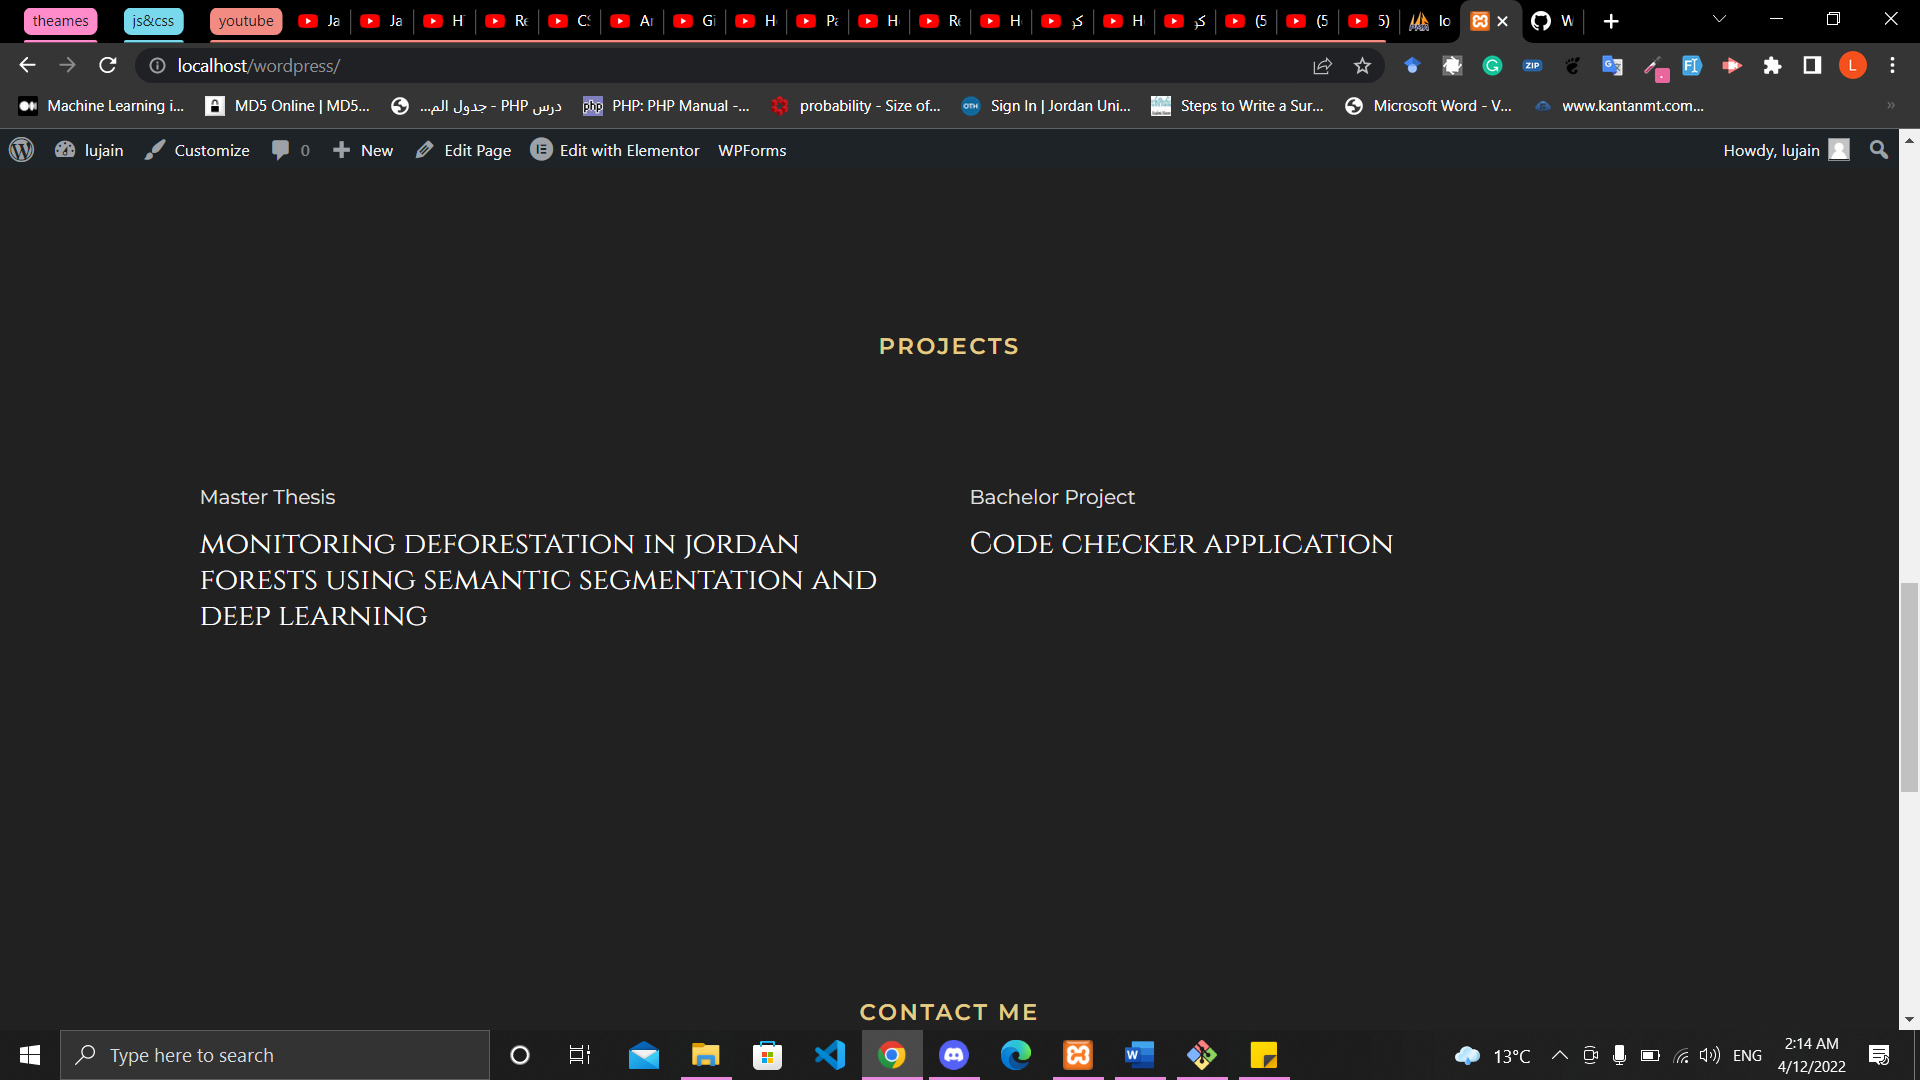 theames js&css youtube Ja Ja H' Re CS Ar Gi H Pa H Re H کر H کر (5 (5 5) lo W
localhost/wordpress/
Machine Learning i... MD5 Online | MD5... درس PHP - جدول الم... PHP: PHP Manual -... probability - Size of... Sign In | Jordan Uni... Steps to Write a Sur... Microsoft Word - V... www.kantanmt.com...
lujain Customize 0 New Edit Page Edit with Elementor WPForms Howdy, lujain
PROJECTS
Master Thesis
monitoring deforestation in jordan
forests using semantic segmentation and
deep learning
Bachelor Project
Code checker application
CONTACT ME
Type here to search
13°C ENG 2:14 AM
4/12/2022